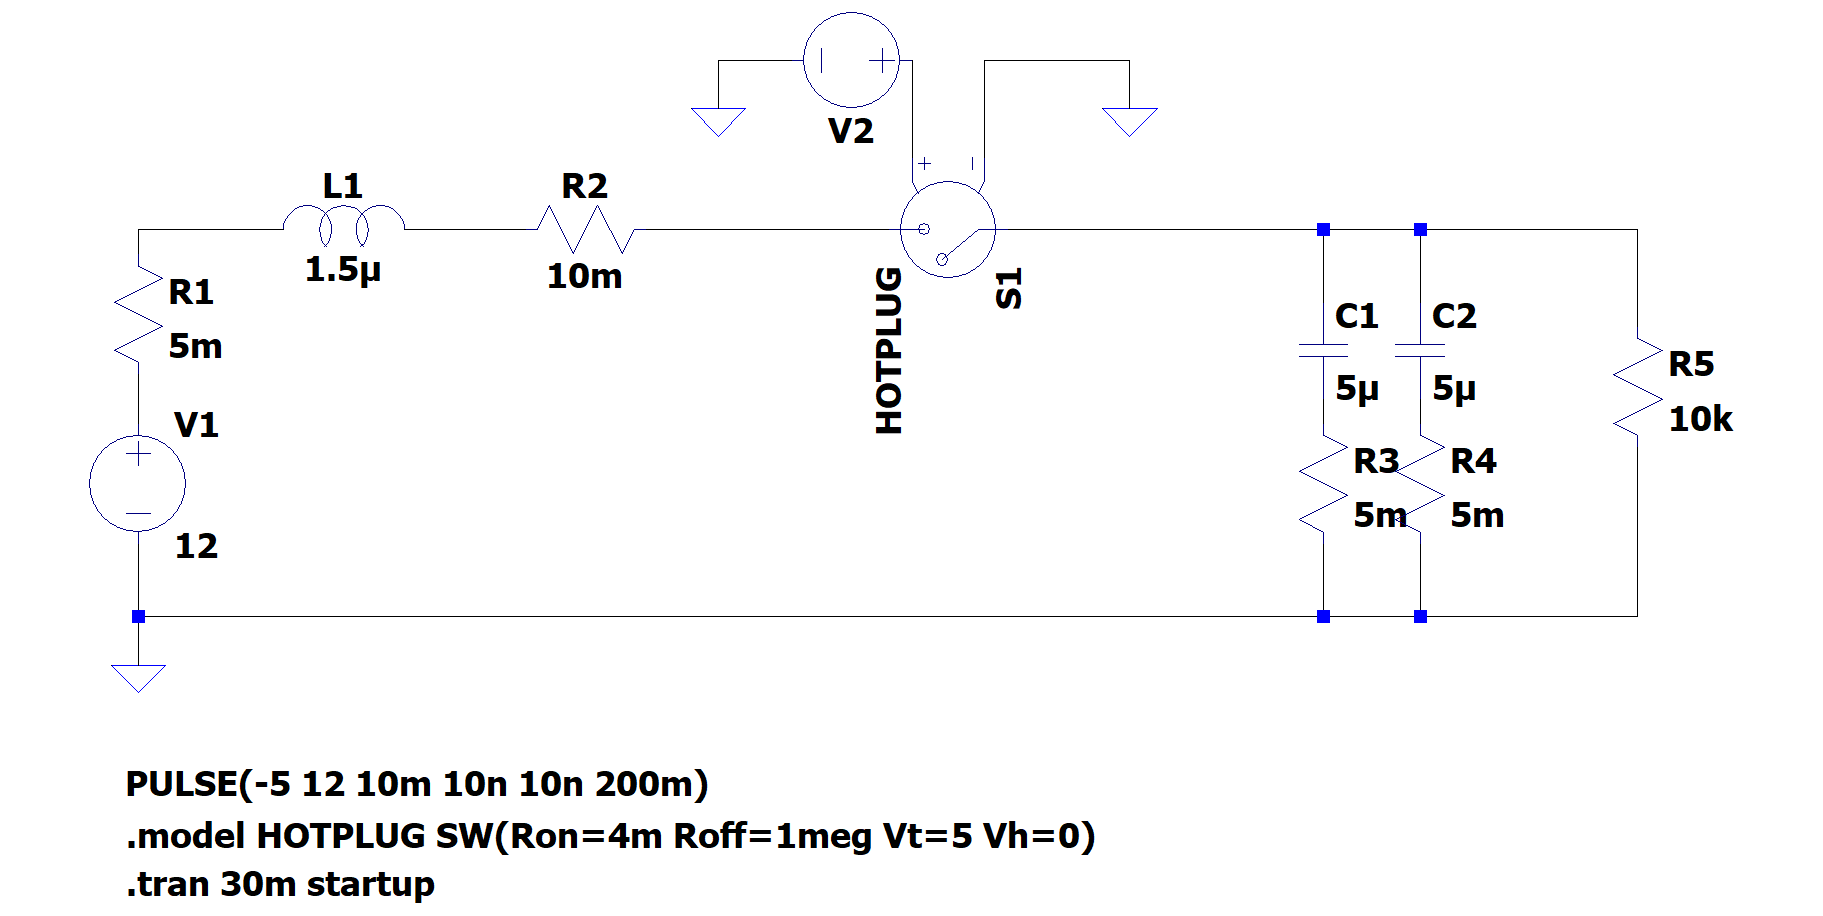 V2
L1
R2
1.5µ
10m
R1
5m
HOTPLUG
S1
C1
C2
5µ
5µ
R5
10k
V1
R3
R4
5m
5m
12
PULSE(-5 12 10m 10n 10n 200m)
.model HOTPLUG SW(Ron=4m Roff=1meg Vt=5 Vh=0)
.tran 30m startup